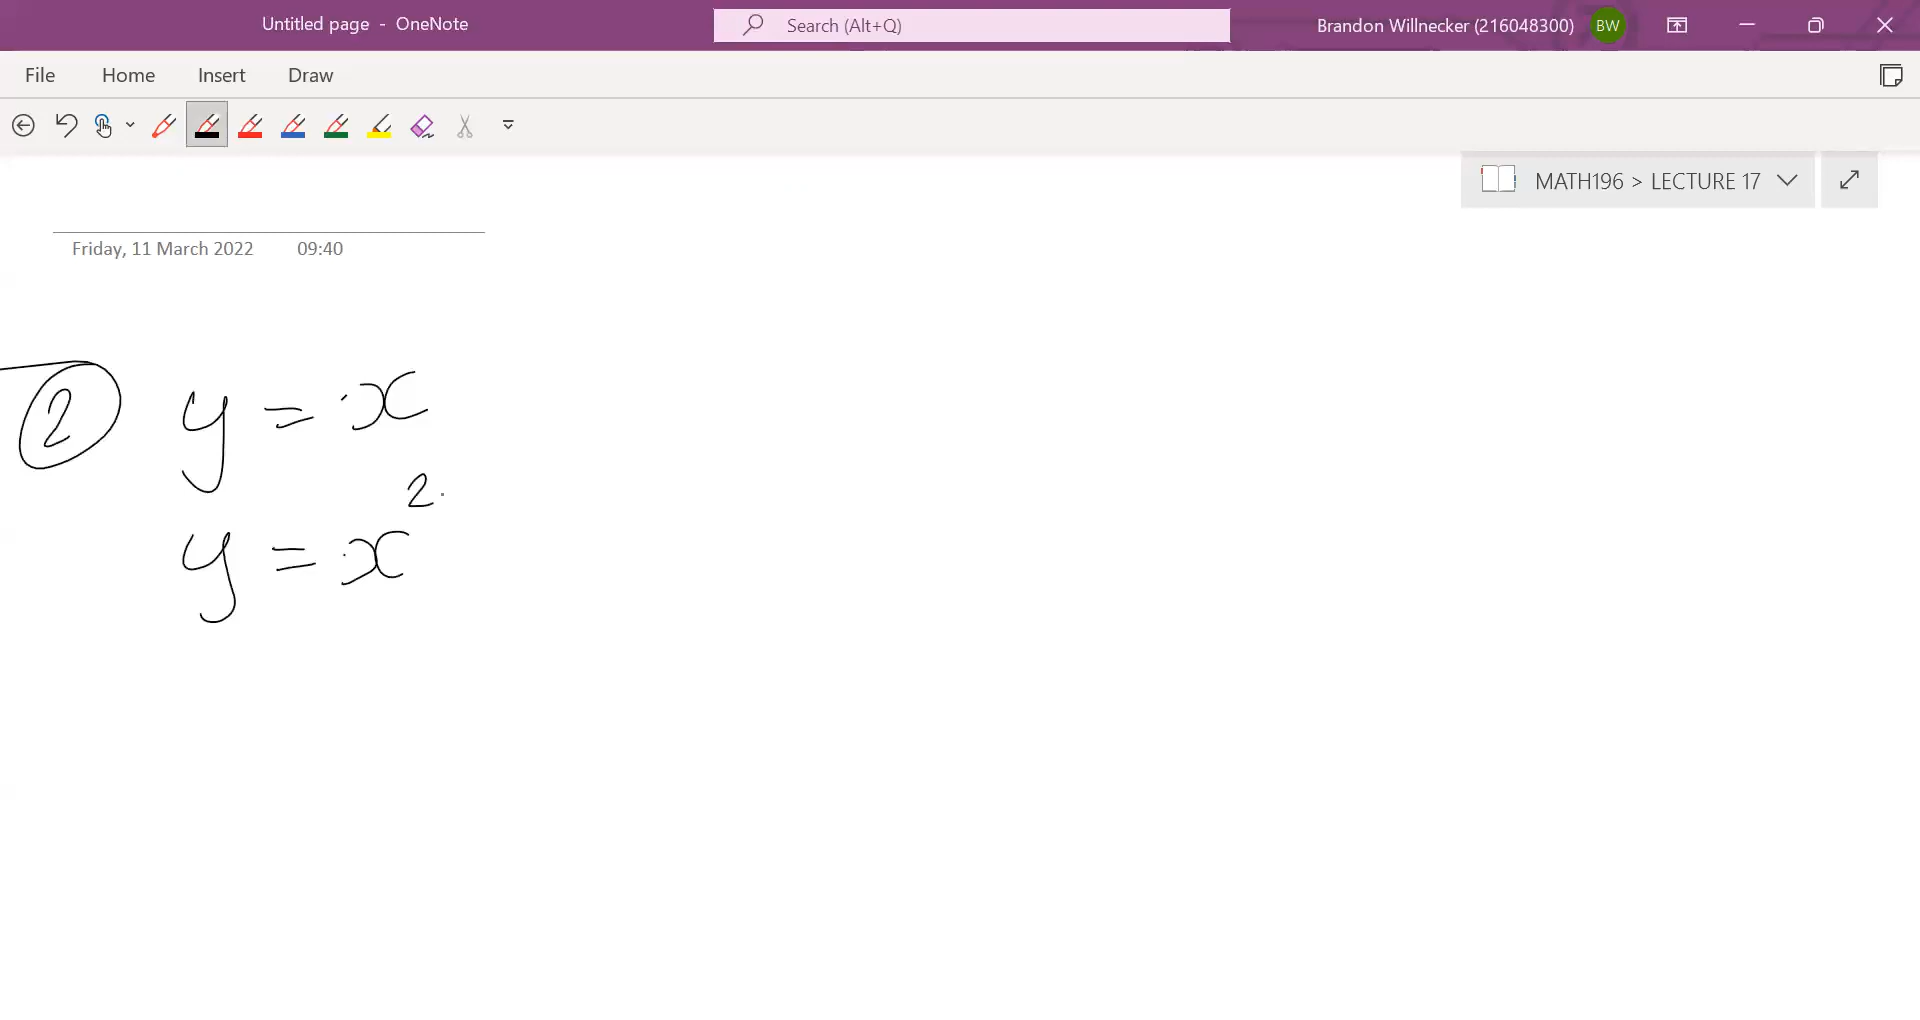 Untitled page - OneNote
Search (Alt+Q)
Brandon Willnecker (216048300) BW
File Home Insert Draw
MATH196 > LECTURE 17
Friday, 11 March 2022 09:40
2 y = x
y = x²